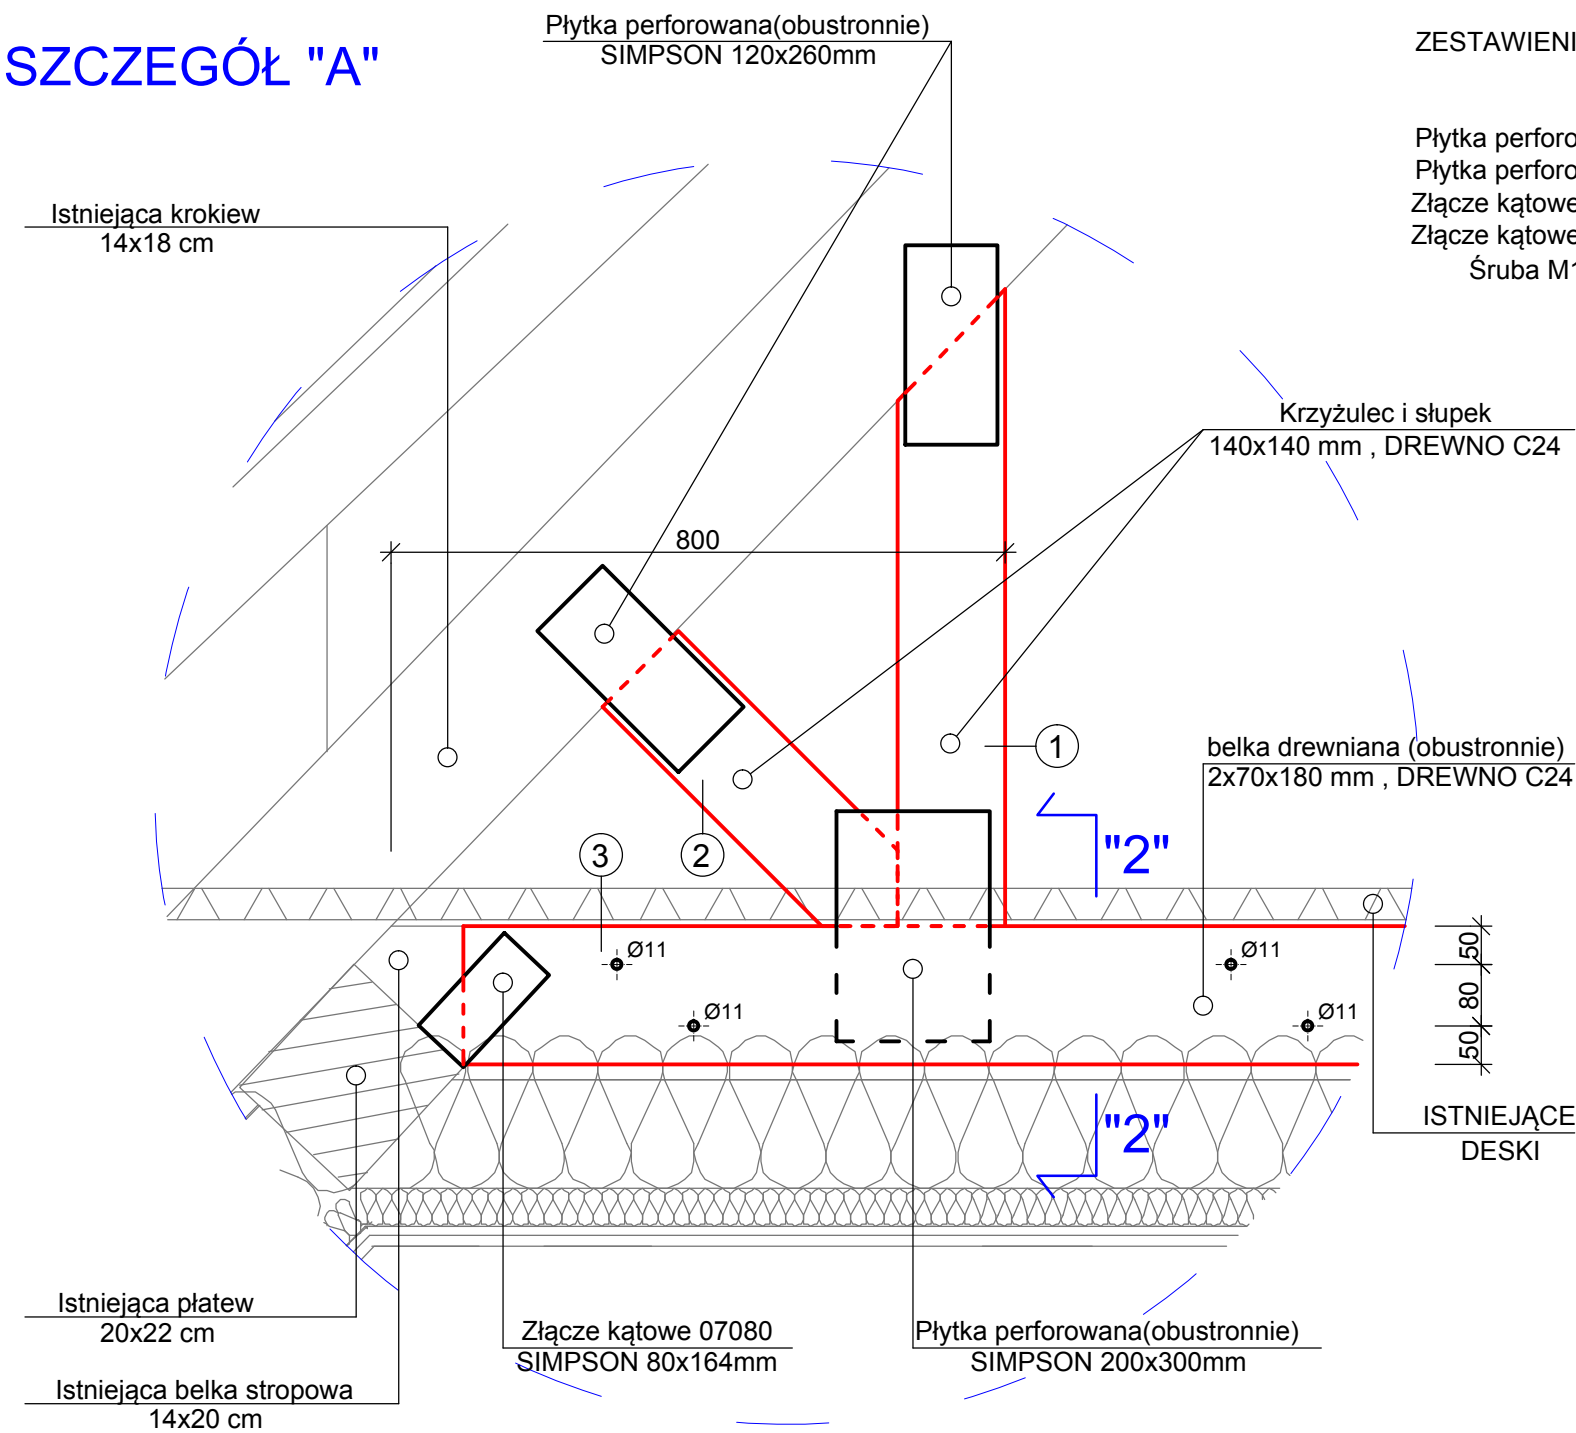 SZCZEGÓŁ "A"
Płytka perforowana(obustronnie)
SIMPSON 120x260mm
ZESTAWIENI
Płytka perforo
Płytka perforo
Złącze kątowe
Złącze kątowe
Śruba M1
Istniejąca krokiew
14x18 cm
Krzyżulec i słupek
140x140 mm , DREWNO C24
800
1
belka drewniana (obustronnie)
2x70x180 mm , DREWNO C24
"2"
3
2
Ø11
Ø11
Ø11
Ø11
50
80
50
"2"
ISTNIEJĄCE
DESKI
Istniejąca płatew
20x22 cm
Złącze kątowe 07080
SIMPSON 80x164mm
Płytka perforowana(obustronnie)
SIMPSON 200x300mm
Istniejąca belka stropowa
14x20 cm